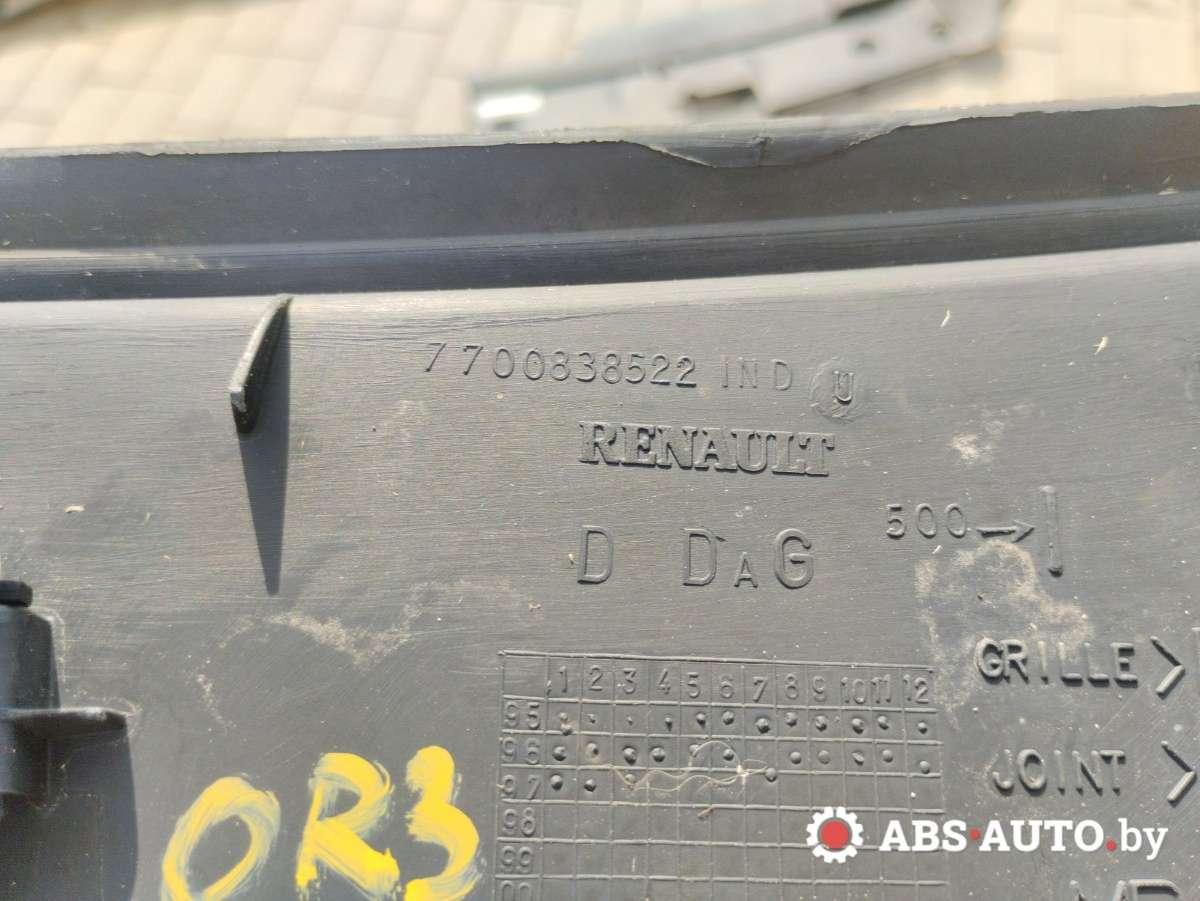 7700838522 IND U
RENAULT
D DAG
500
GRILLE >
JOINT >
1 2 3 4 5 6 7 8 9 10 11 12
95
96
97
98
99
00
OR3
ABS-AUTO.by